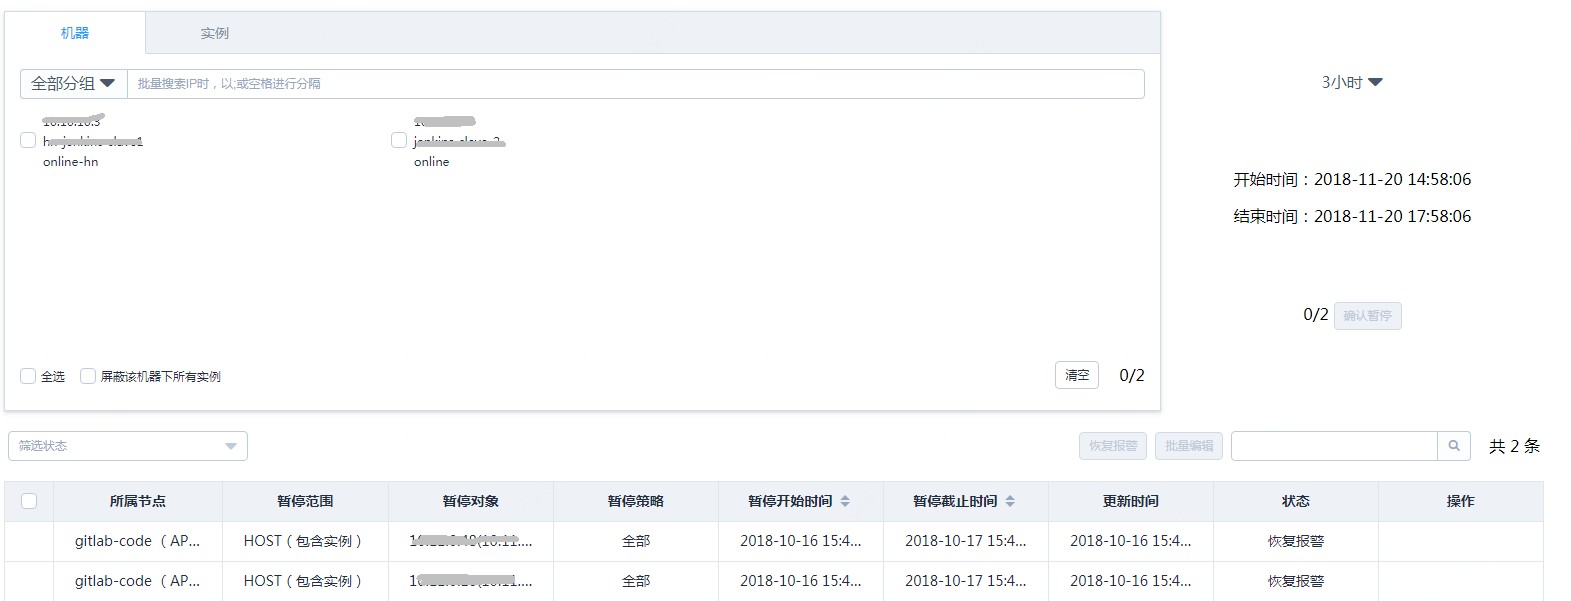 机器
实例
全部分组
批量搜索IP时，以;或空格进行分隔
3小时
online-hn
online
开始时间：2018-11-20 14:58:06
结束时间：2018-11-20 17:58:06
0/2 确认暂停
全选 屏蔽该机器下所有实例
清空 0/2
筛选状态
恢复报警 批量编辑 共 2 条
所属节点 暂停范围 暂停对象 暂停策略 暂停开始时间 暂停截止时间 更新时间 状态 操作
gitlab-code（AP... HOST（包含实例） 全部 2018-10-16 15:4... 2018-10-17 15:4... 2018-10-16 15:4... 恢复报警
gitlab-code（AP... HOST（包含实例） 全部 2018-10-16 15:4... 2018-10-17 15:4... 2018-10-16 15:4... 恢复报警